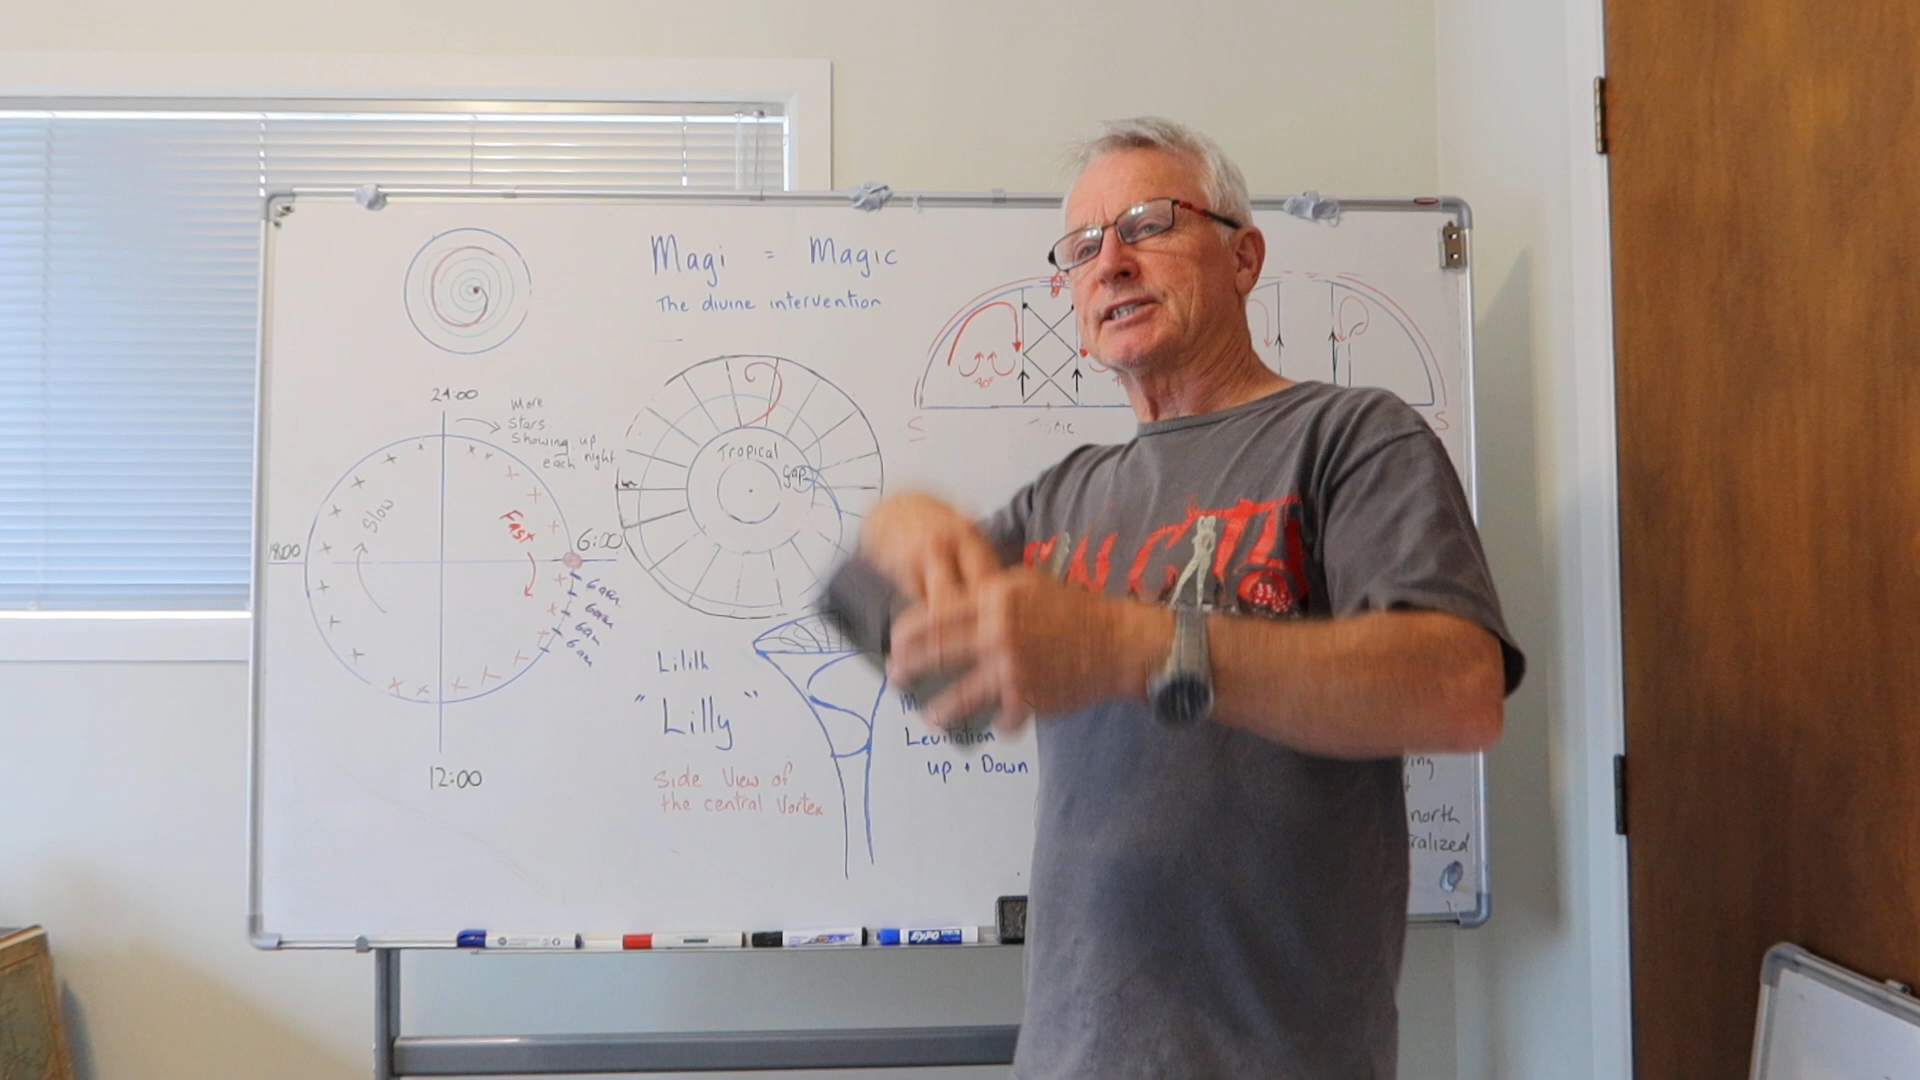 Magi = Magic
The divine intervention
24:00
More
Stars
Showing up
each night
Slow
Fast
18:00
6:00
6am
6am
6am
6am
12:00
Tropical
Gap
40°
S
S
Lilith
"Lilly"
Side View of
the central Vortex
Levitation
up + Down
north
EXPO